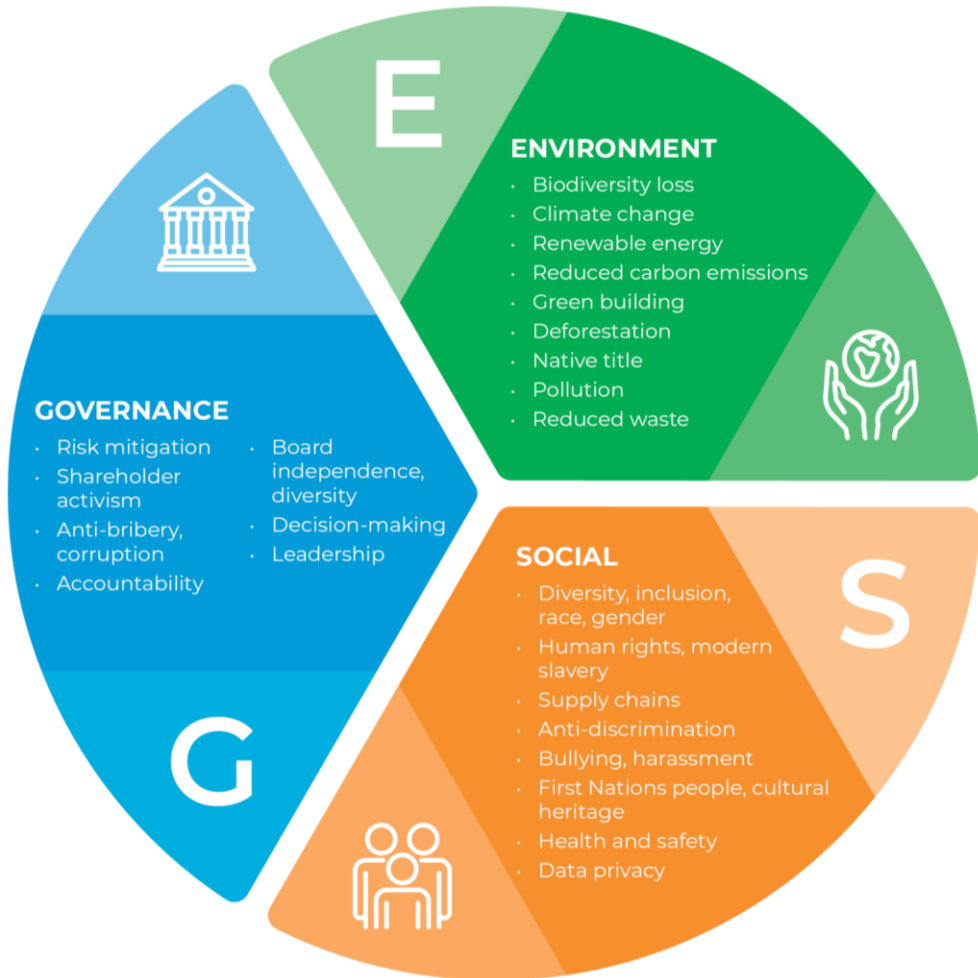 E
ENVIRONMENT
· Biodiversity loss
· Climate change
· Renewable energy
· Reduced carbon emissions
· Green building
· Deforestation
· Native title
· Pollution
· Reduced waste
GOVERNANCE
· Risk mitigation
· Shareholder
activism
· Anti-bribery,
corruption
· Accountability
· Board
independence,
diversity
· Decision-making
· Leadership
G
SOCIAL
· Diversity, inclusion,
race, gender
· Human rights, modern
slavery
· Supply chains
· Anti-discrimination
· Bullying, harassment
· First Nations people, cultural
heritage
· Health and safety
· Data privacy
S